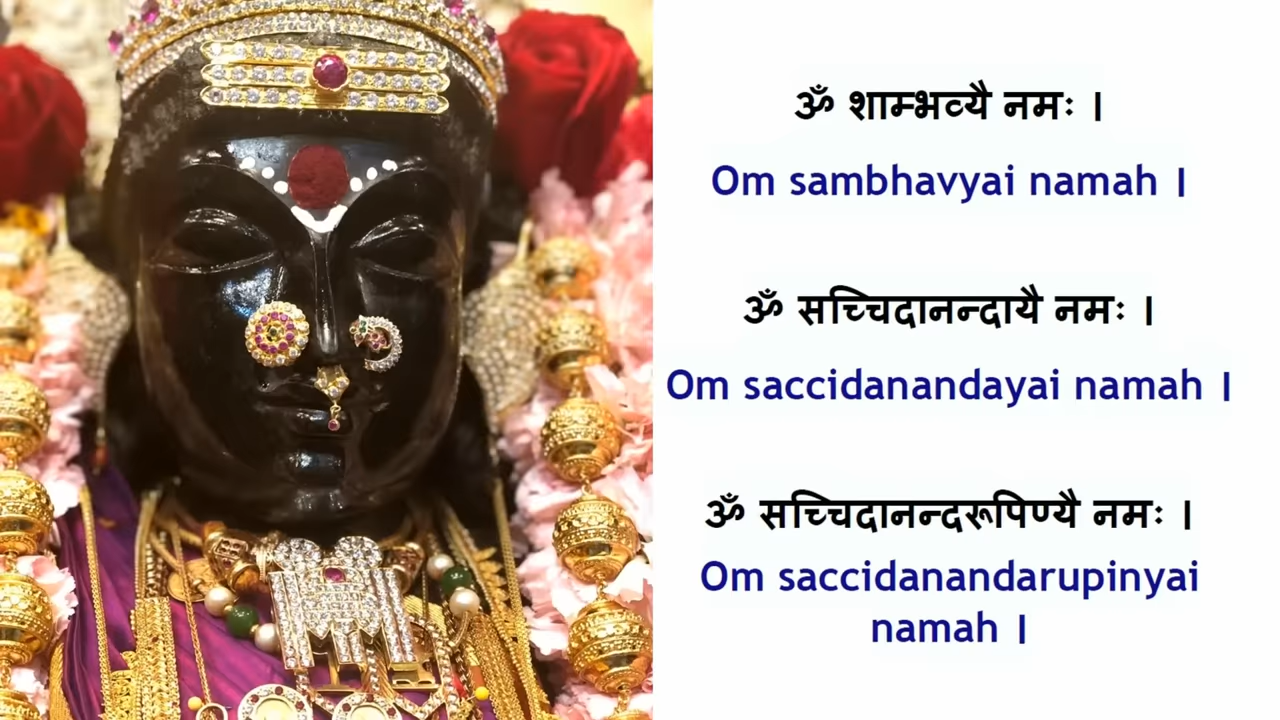 ॐ शाम्भव्यै नमः ।
Om sambhavyai namah ।
ॐ सच्चिदानन्दायै नमः ।
Om saccidanandayai namah ।
ॐ सच्चिदानन्दरूपिण्यै नमः ।
Om saccidanandarupinyai
namah ।